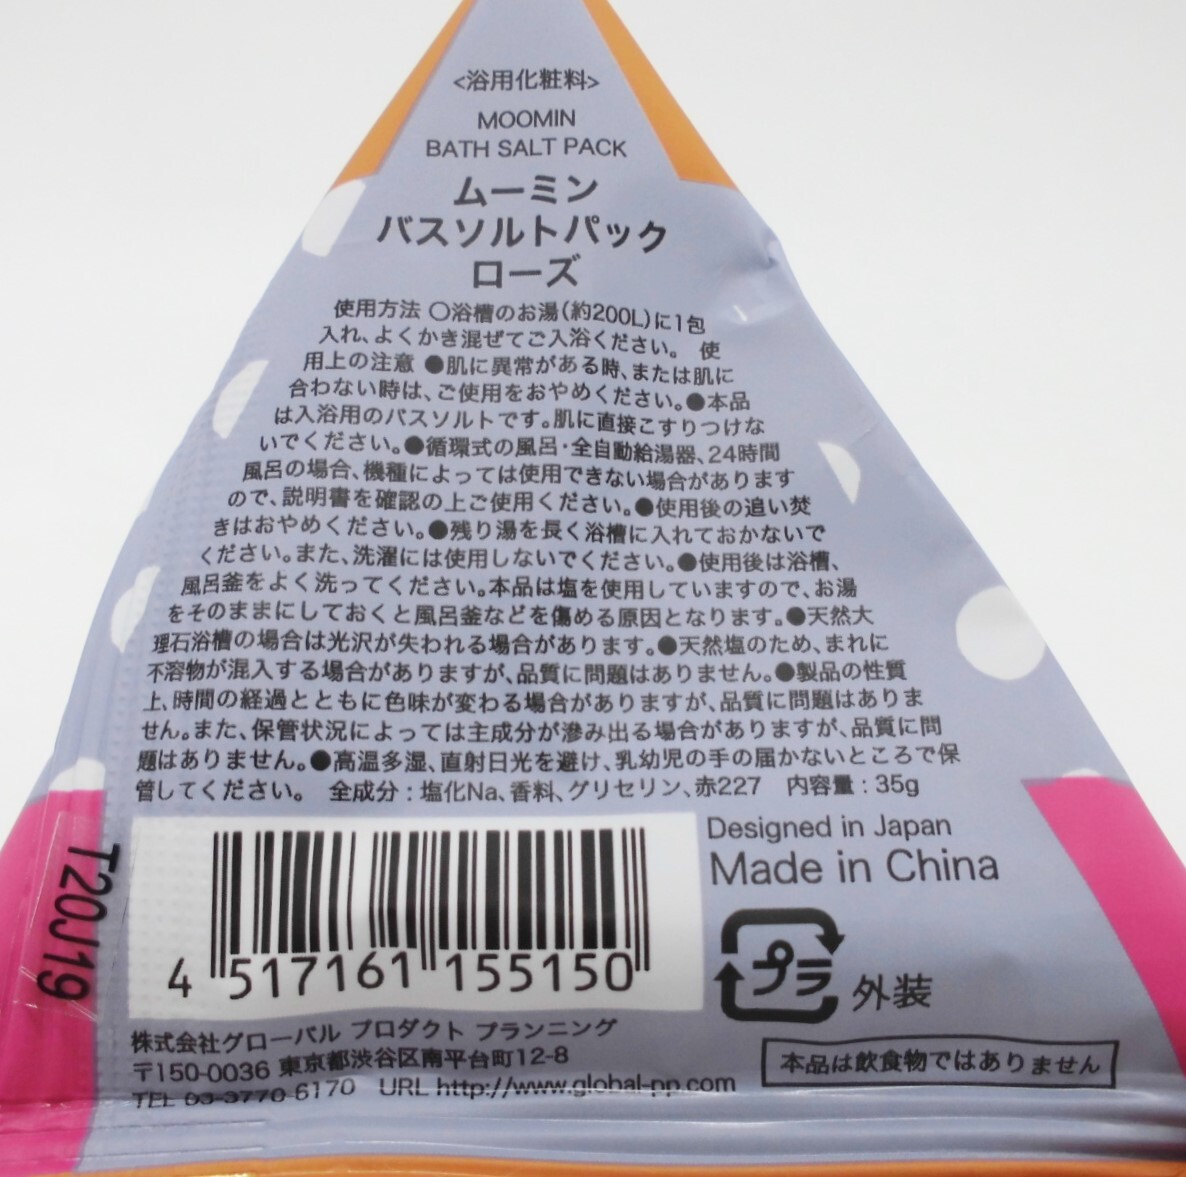 <浴用化粧料>
MOOMIN
BATH SALT PACK
ムーミン
バスソルトパック
ローズ
使用方法 〇浴槽のお湯(約200L)に1包
入れ、よくかき混ぜてご入浴ください。 使
用上の注意 ●肌に異常がある時、または肌に
合わない時は、ご使用をおやめください。●本品
は入浴用のバスソルトです。肌に直接こすりつけな
いでください。●循環式の風呂・全自動給湯器、24時間
風呂の場合、機種によっては使用できない場合があります
ので、説明書を確認の上ご使用ください。●使用後の追い焚
きはおやめください。●残り湯を長く浴槽に入れておかないで
ください。また、洗濯には使用しないでください。●使用後は浴槽、
風呂釜をよく洗ってください。本品は塩を使用していますので、お湯
をそのままにしておくと風呂釜などを傷める原因となります。●天然大
理石浴槽の場合は光沢が失われる場合があります。●天然塩のため、まれに
不溶物が混入する場合がありますが、品質に問題はありません。●製品の性質
上、時間の経過とともに色味が変わる場合がありますが、品質に問題はありま
せん。また、保管状況によっては主成分が滲み出る場合がありますが、品質に問
題はありません。●高温多湿、直射日光を避け、乳幼児の手の届かないところで保
管してください。 全成分：塩化Na、香料、グリセリン、赤227 内容量：35g
Designed in Japan
Made in China
T20J19
4 517161 155150
プラ 外装
株式会社グローバル プロダクト プランニング
〒150-0036 東京都渋谷区南平台町12-8
TEL 03-3770-6170 URL http://www.global-pp.com
本品は飲食物ではありません